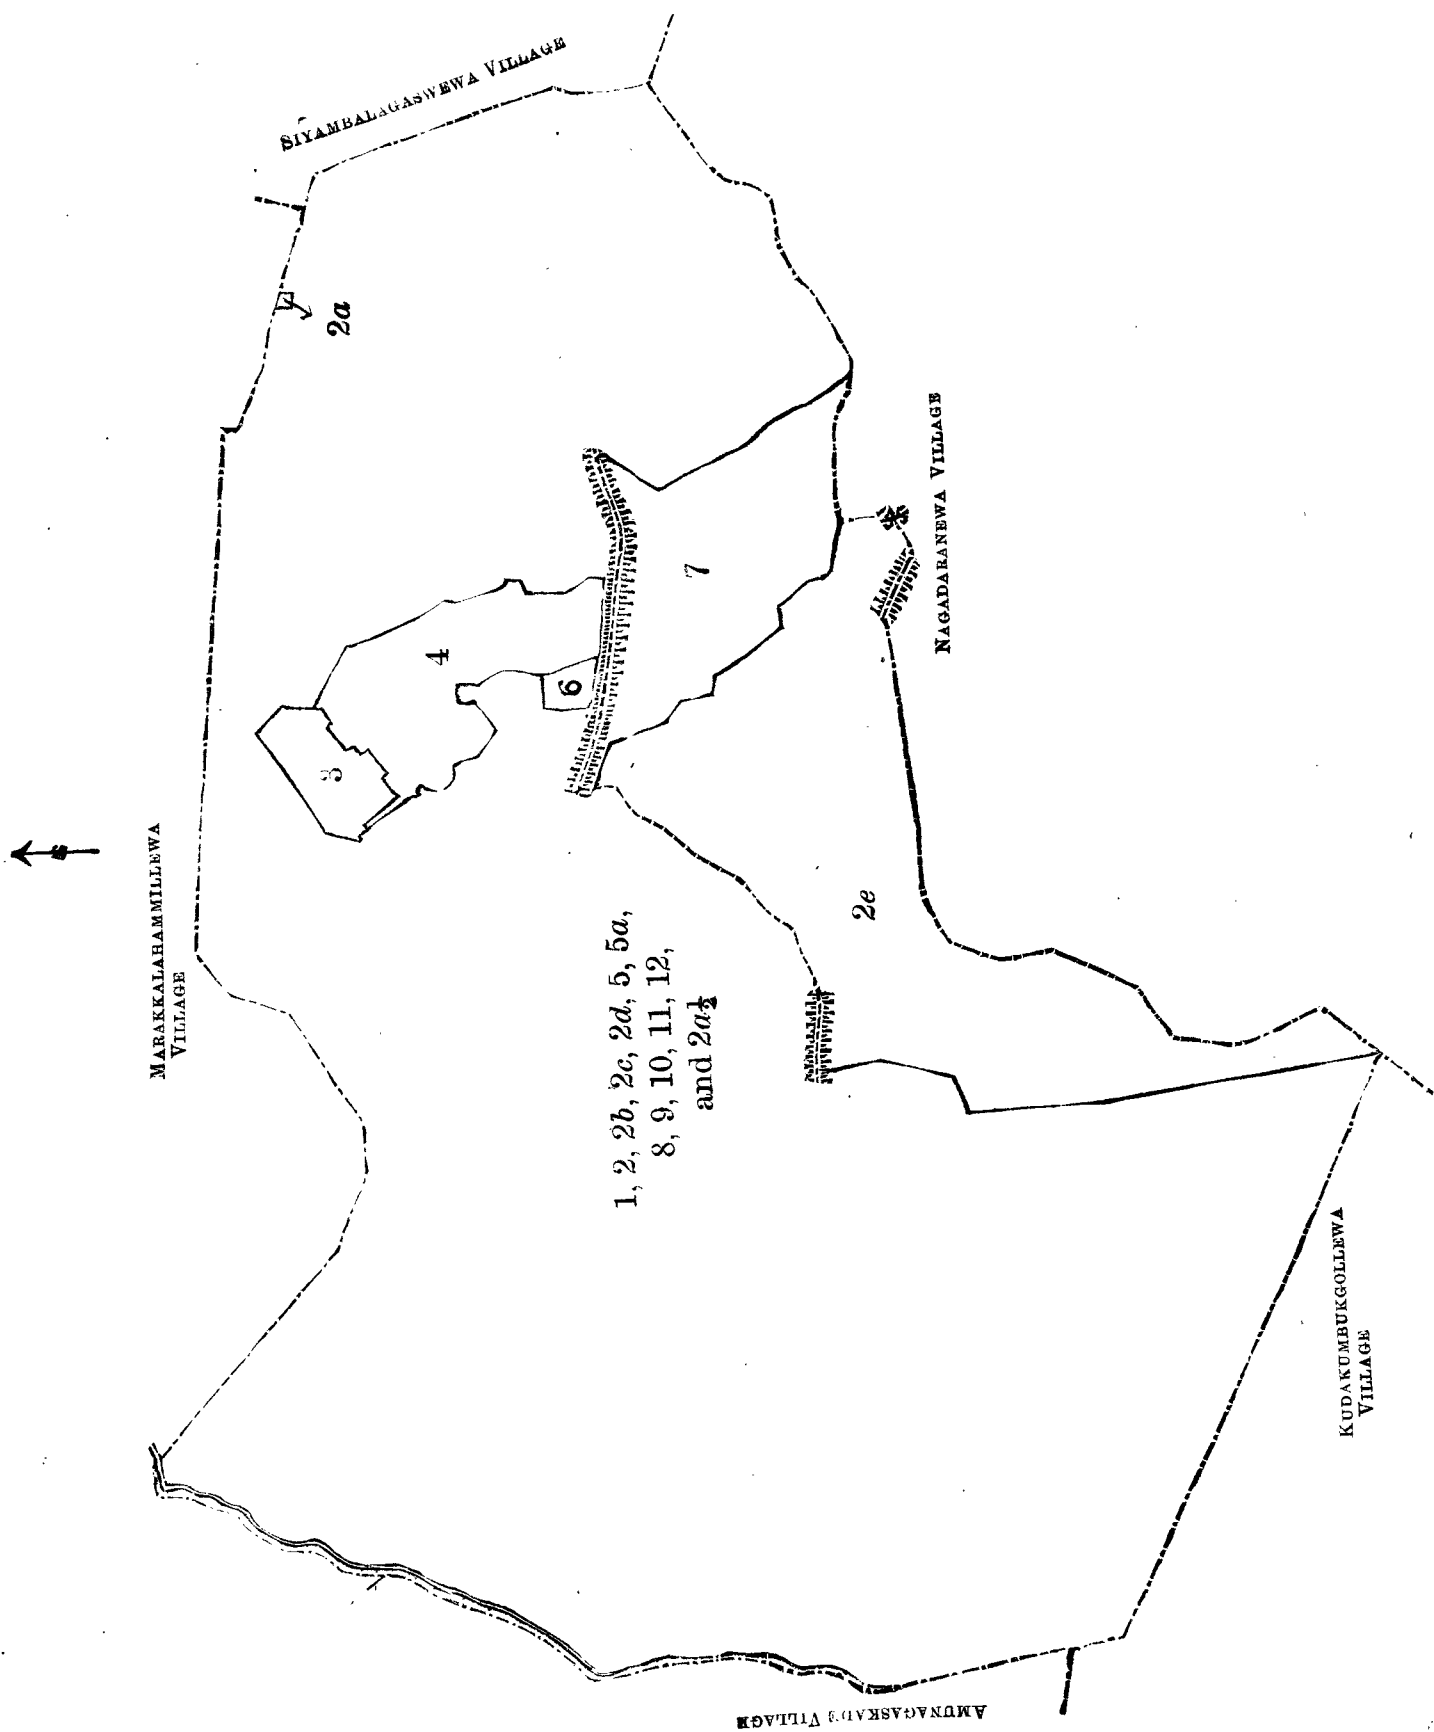 SIYAMBALAGASWEWA VILLAGE
2a
MARAKKALAHAMMILLEWA
VILLAGE
3
4
6
7
NAGADARANEWA VILLAGE
2e
1, 2, 2b, 2c, 2d, 5, 5a,
8, 9, 10, 11, 12,
and 2a½
KUDAKUMBUKGOLLEWA
VILLAGE
VILLAGE